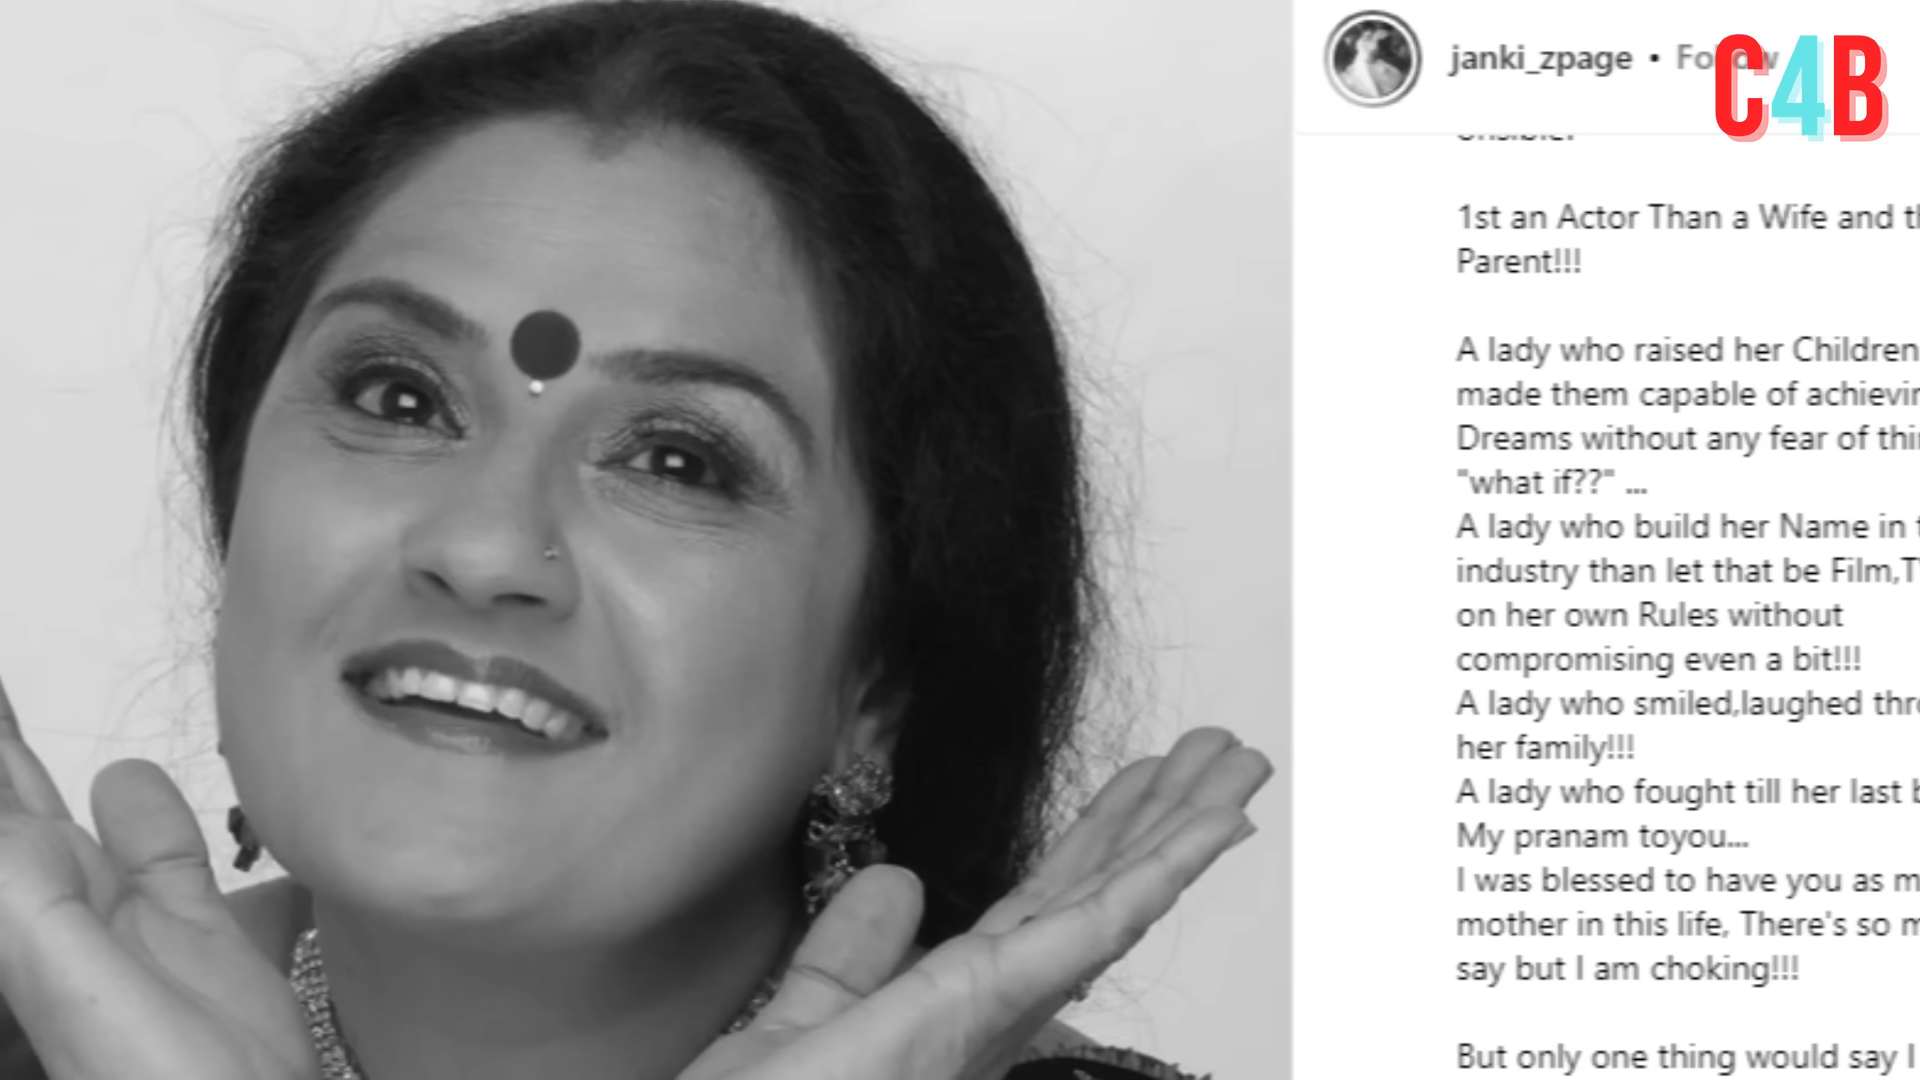 janki_zpage • Follow
C4B
1st an Actor Than a Wife and
Parent!!!
A lady who raised her Children
made them capable of
Dreams without any fear of
"what if??" ...
A lady who build her Name in
industry than let that be Film,
on her own Rules without
compromising even a bit!!!
A lady who smiled,laughed
her family!!!
A lady who fought till her last
My pranam toyou...
I was blessed to have you as
mother in this life, There's so
say but I am choking!!!
But only one thing would say I